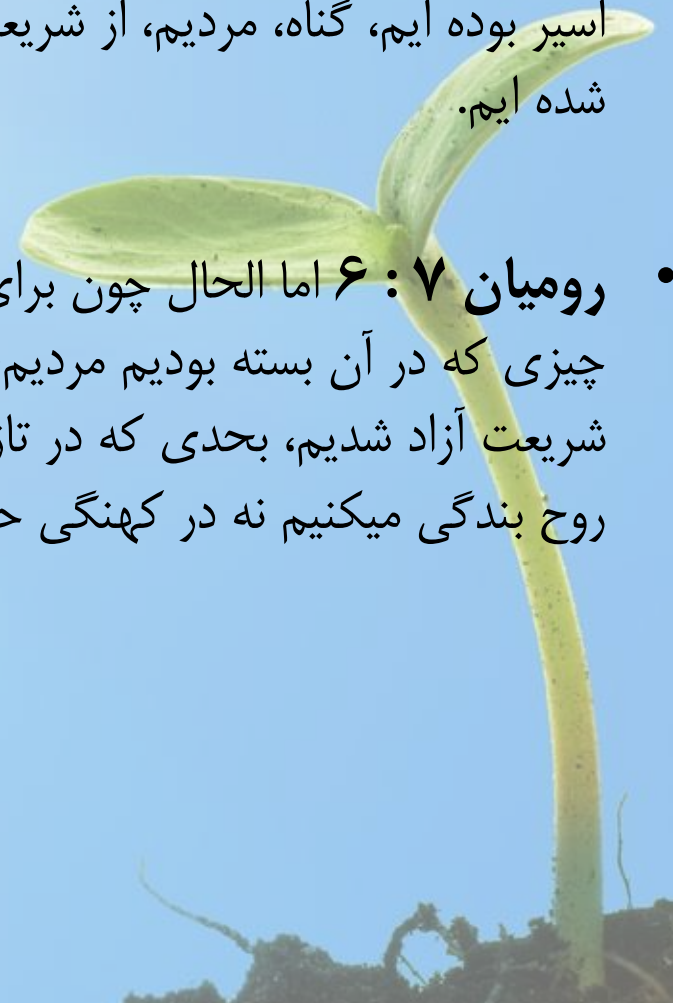 اسیر بوده ایم، گناه، مردیم، از شریع
شده ایم.
• رومیان ۷ : ۶ اما الحال چون برای
چیزی که در آن بسته بودیم مردیم
شریعت آزاد شدیم، بحدی که در تاز
روح بندگی میکنیم نه در کهنگی ح